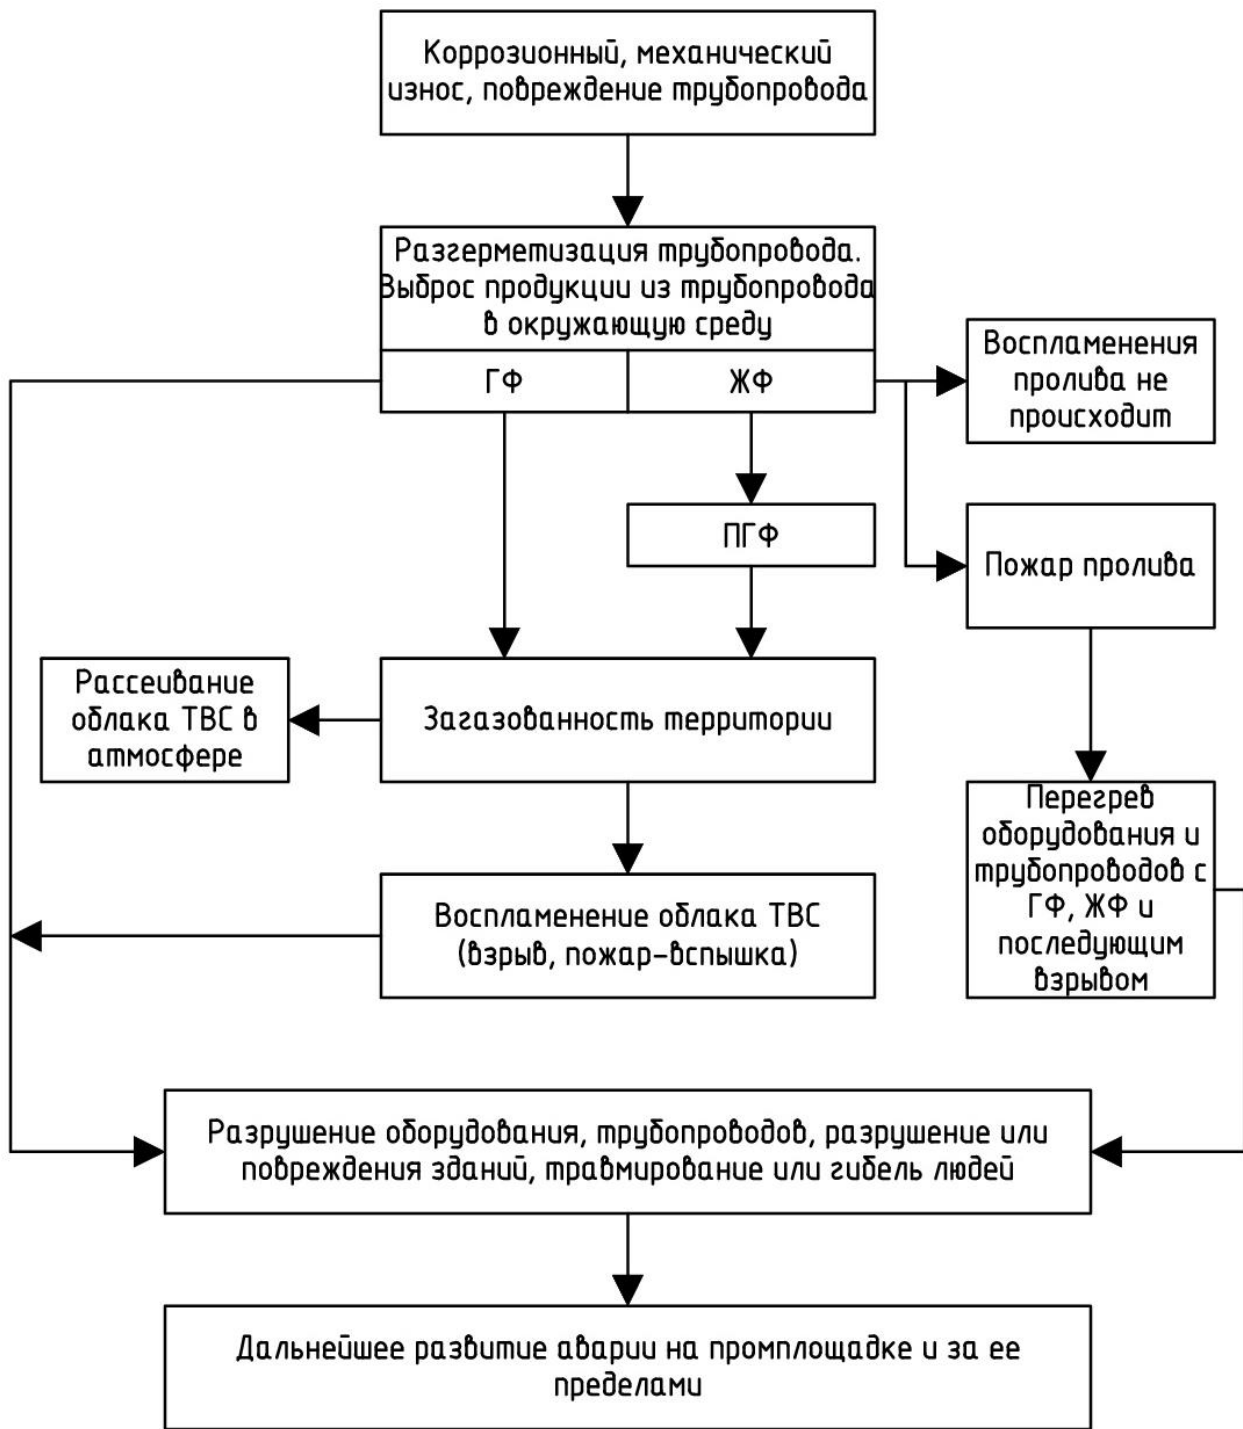 Коррозионный, механический
износ, повреждение трубопровода
Разгерметизация трубопровода.
Выброс продукции из трубопровода
в окружающую среду
ГФ
ЖФ
Воспламенения
пролива не
происходит
ПГФ
Пожар пролива
Рассеивание
облака ТВС в
атмосфере
Загазованность территории
Перегрев
оборудования и
трубопроводов с
ГФ, ЖФ и
последующим
взрывом
Воспламенение облака ТВС
(взрыв, пожар-вспышка)
Разрушение оборудования, трубопроводов, разрушение или
повреждения зданий, травмирование или гибель людей
Дальнейшее развитие аварии на промплощадке и за ее
пределами